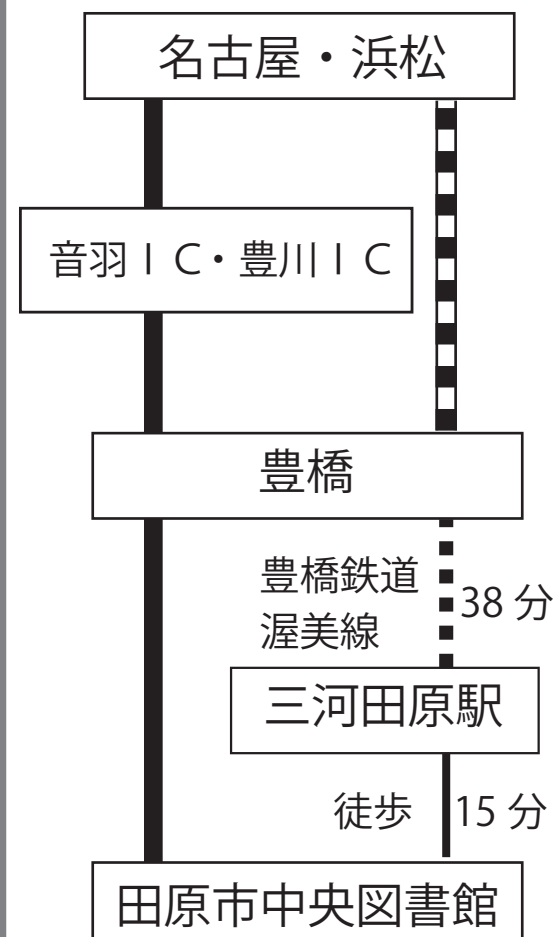 名古屋・浜松
音羽ＩＣ・豊川ＩＣ
豊橋
豊橋鉄道
渥美線
38 分
三河田原駅
徒歩
15 分
田原市中央図書館